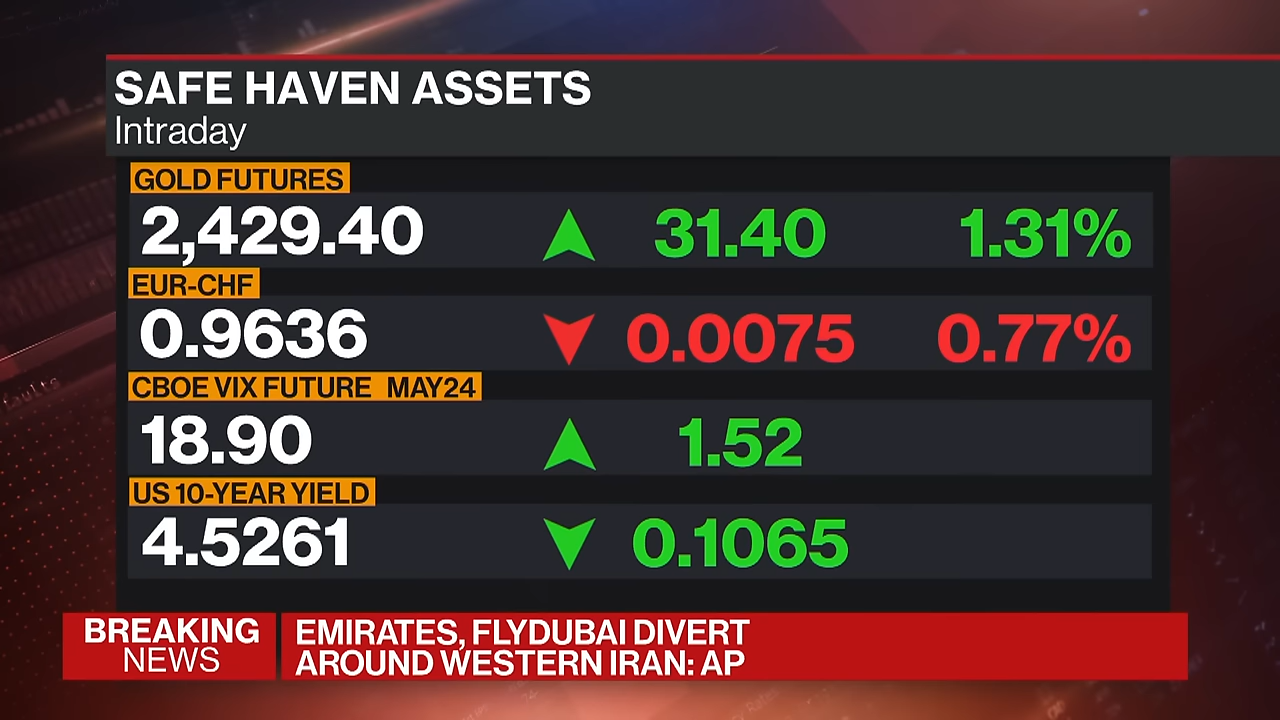 SAFE HAVEN ASSETS
Intraday
GOLD FUTURES
2,429.40 ▲ 31.40 1.31%
EUR-CHF
0.9636 ▼ 0.0075 0.77%
CBOE VIX FUTURE MAY24
18.90 ▲ 1.52
US 10-YEAR YIELD
4.5261 ▼ 0.1065
BREAKING NEWS
EMIRATES, FLYDUBAI DIVERT
AROUND WESTERN IRAN: AP